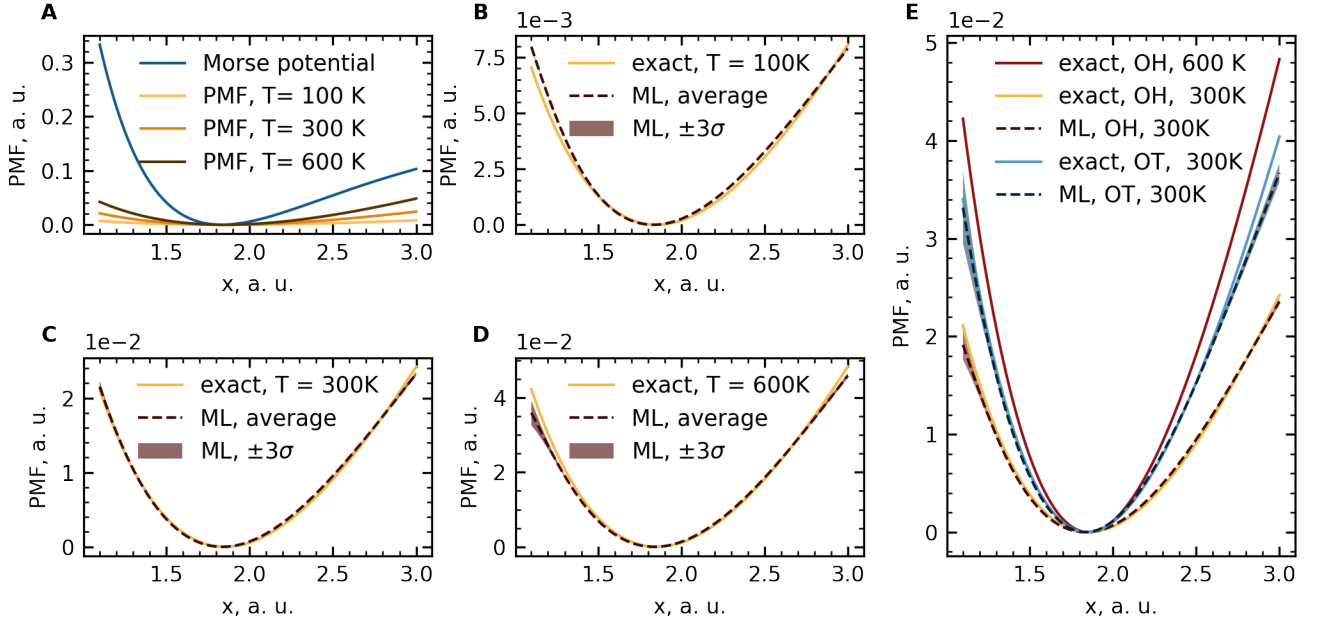 A
PMF, a. u.
0.3
0.2
0.1
0.0
Morse potential
PMF, T= 100 K
PMF, T= 300 K
PMF, T= 600 K
1.5 2.0 2.5 3.0
x, a. u.
B
1e−3
PMF, a. u.
7.5
5.0
2.5
0.0
exact, T = 100K
ML, average
ML, ±3σ
1.5 2.0 2.5 3.0
x, a. u.
C
1e−2
PMF, a. u.
2
1
0
exact, T = 300K
ML, average
ML, ±3σ
1.5 2.0 2.5 3.0
x, a. u.
D
1e−2
PMF, a. u.
4
2
0
exact, T = 600K
ML, average
ML, ±3σ
1.5 2.0 2.5 3.0
x, a. u.
E
1e−2
PMF, a. u.
5
4
3
2
1
0
exact, OH, 600 K
exact, OH, 300K
ML, OH, 300K
exact, OT, 300K
ML, OT, 300K
1.5 2.0 2.5 3.0
x, a. u.